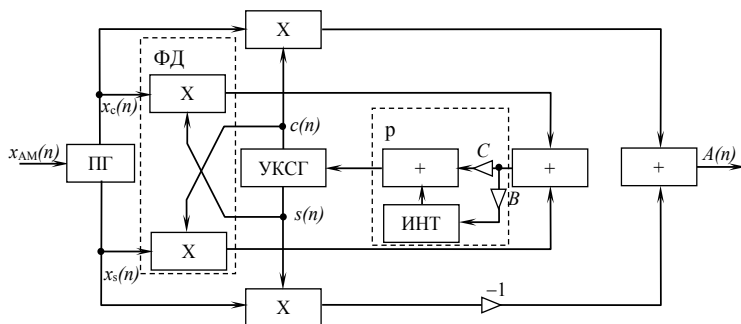 X
ФД
X
p
A(n)
x_c(n)
c(n)
x_АМ(n)
ПГ
УКСГ
+
C
+
+
B
s(n)
ИНТ
X
x_s(n)
X
−1